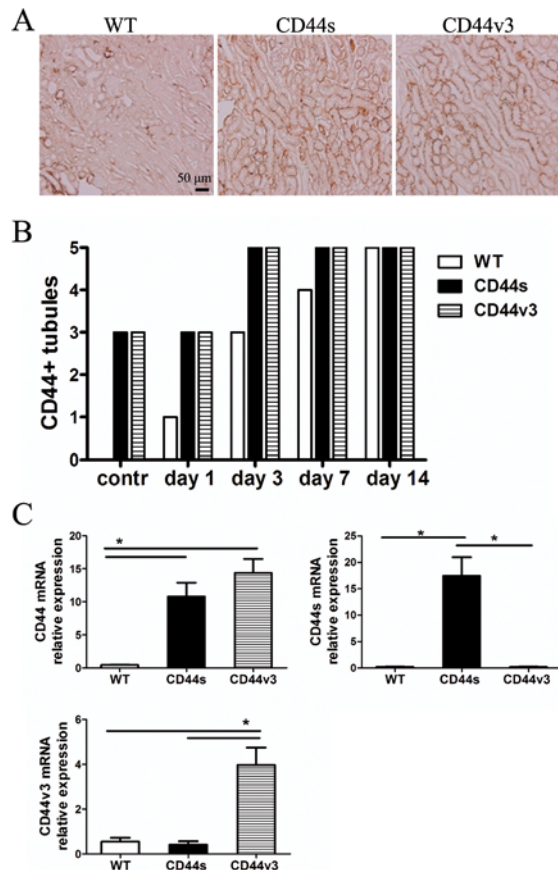 A
WT
CD44s
CD44v3
50 µm
B
CD44+ tubules
5
4
3
2
1
0
contr
day 1
day 3
day 7
day 14
WT
CD44s
CD44v3
C
CD44 mRNA
relative expression
20
15
10
5
0
*
WT
CD44s
CD44v3
CD44s mRNA
relative expression
25
20
15
10
5
0
*
*
WT
CD44s
CD44v3
CD44v3 mRNA
relative expression
6
4
2
0
*
WT
CD44s
CD44v3